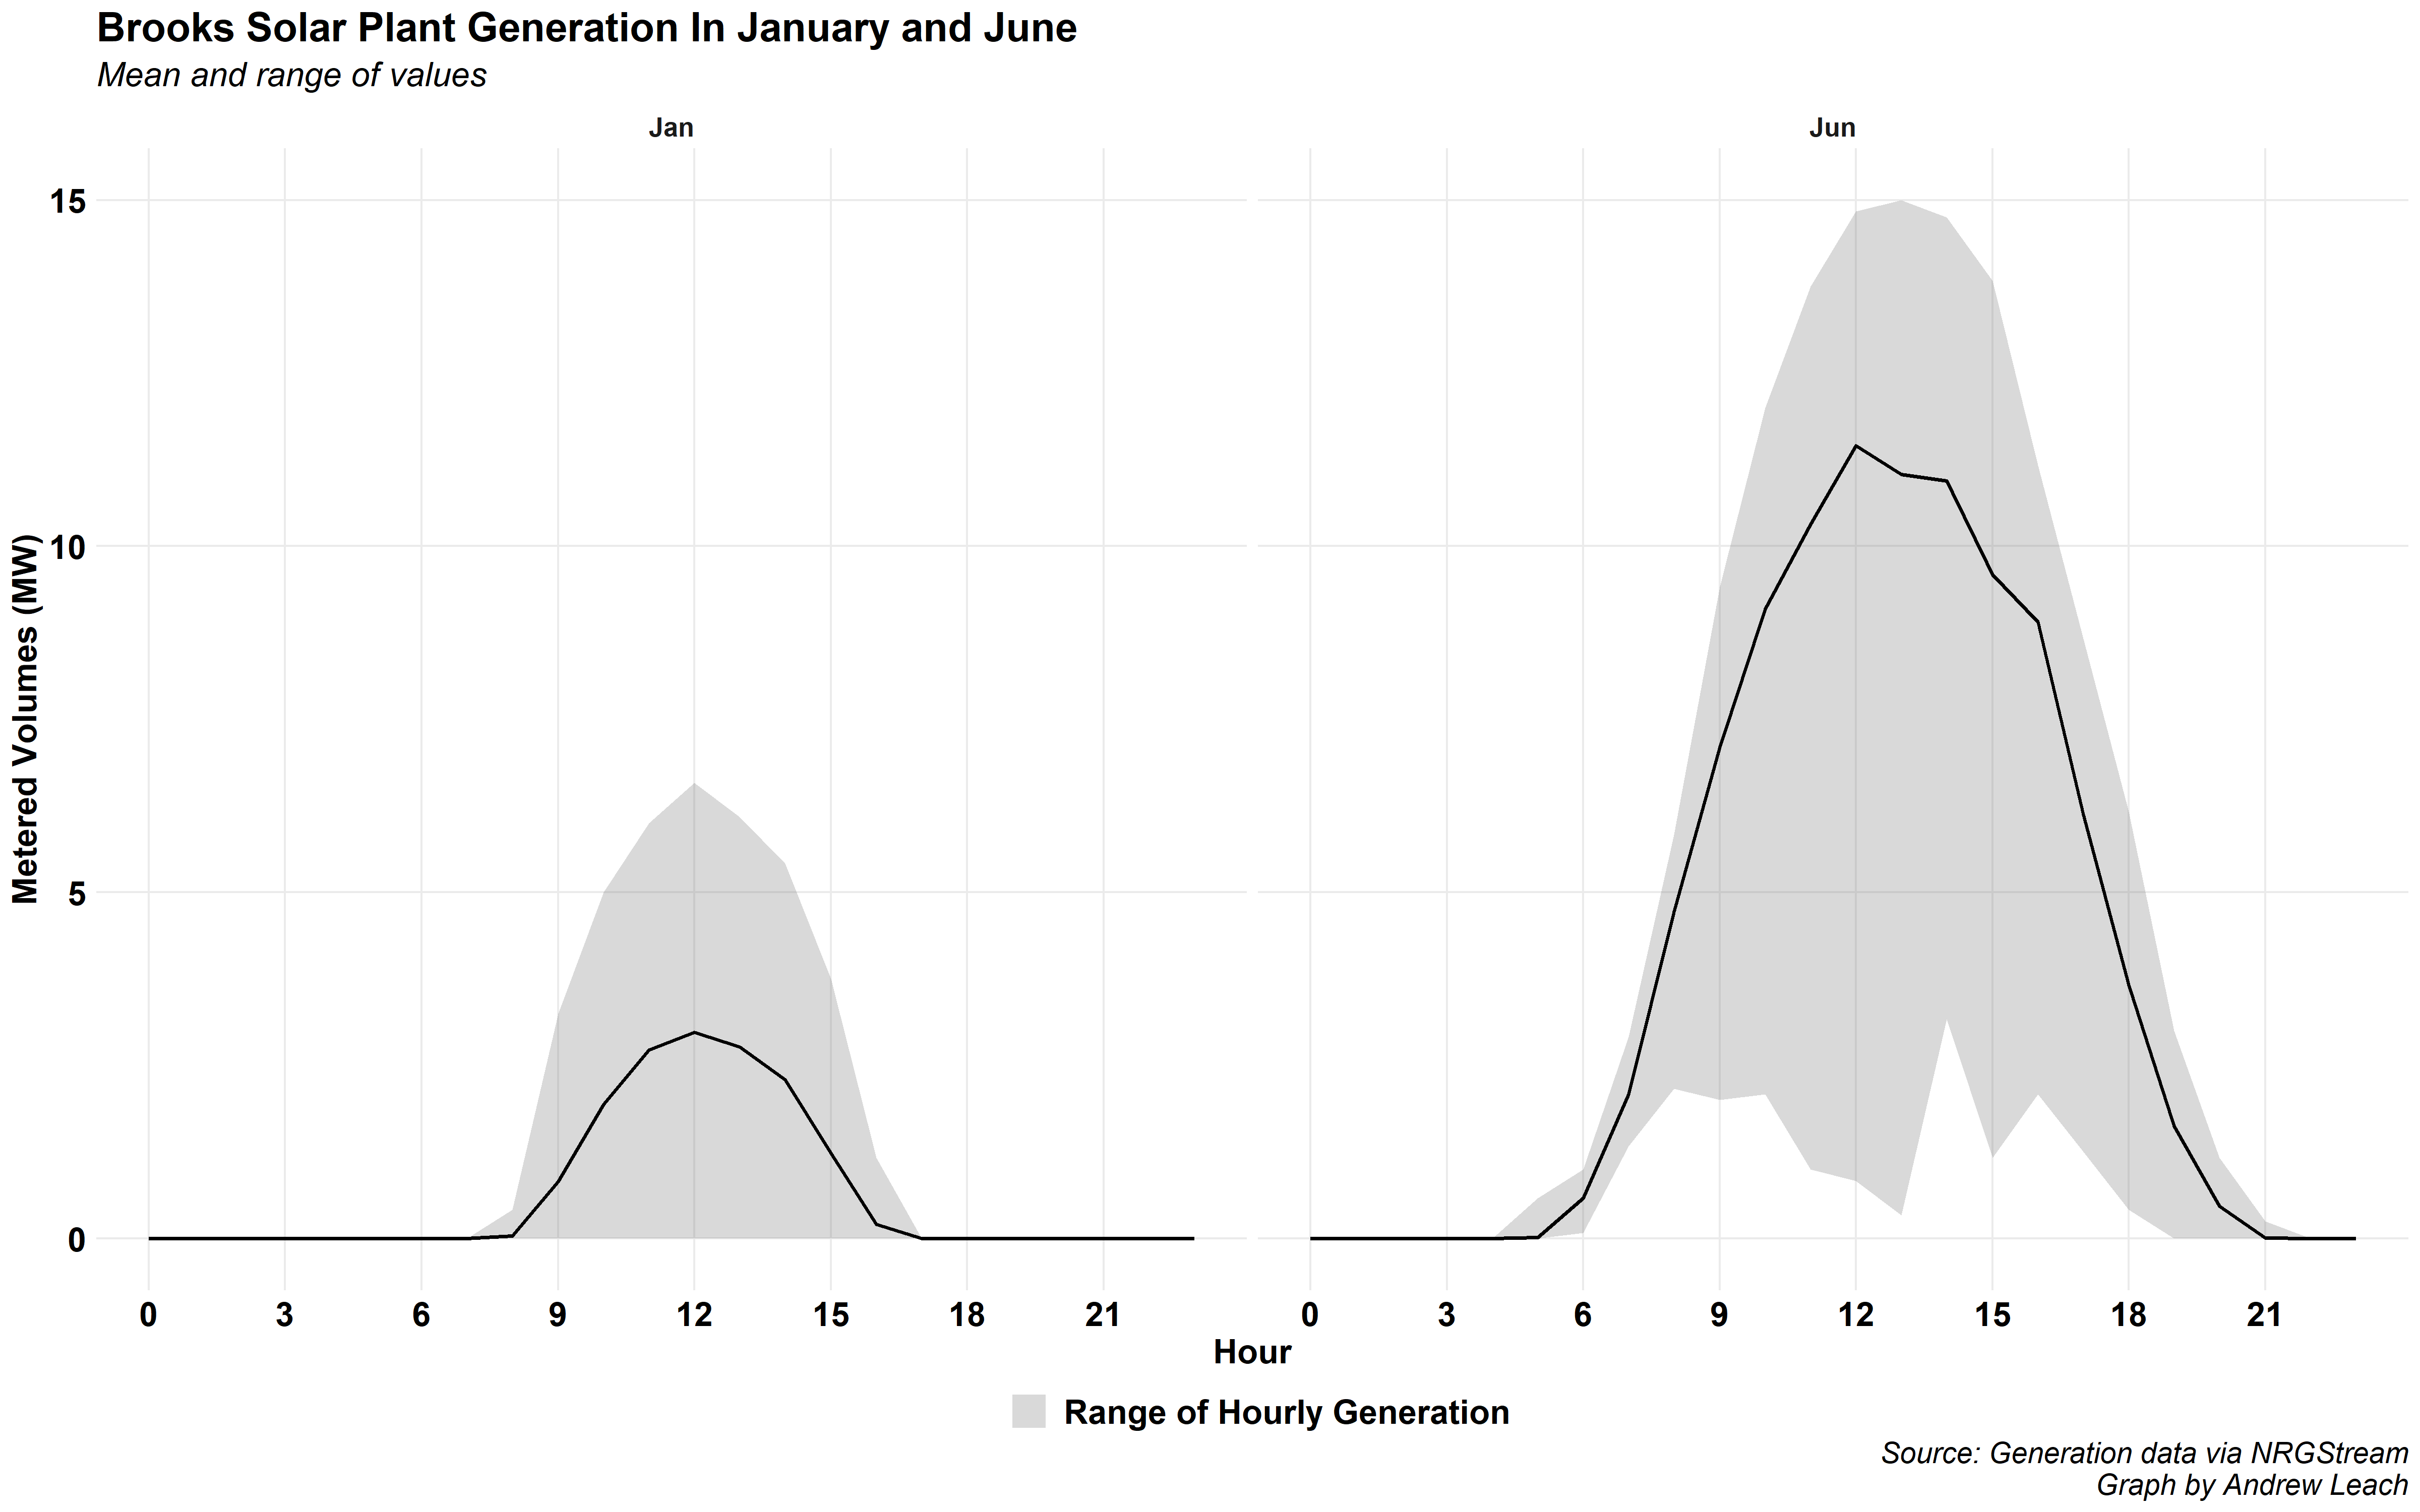 Brooks Solar Plant Generation In January and June
Mean and range of values
Jan
Jun
Metered Volumes (MW)
15
10
5
0
0 3 6 9 12 15 18 21
0 3 6 9 12 15 18 21
Hour
Range of Hourly Generation
Source: Generation data via NRGStream
Graph by Andrew Leach